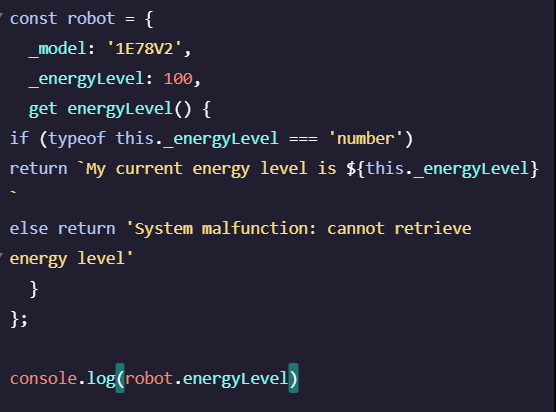 const robot = {
  _model: '1E78V2',
  _energyLevel: 100,
  get energyLevel() {
if (typeof this._energyLevel === 'number')
return `My current energy level is ${this._energyLevel}
`
else return 'System malfunction: cannot retrieve
energy level'
  }
};

console.log(robot.energyLevel)